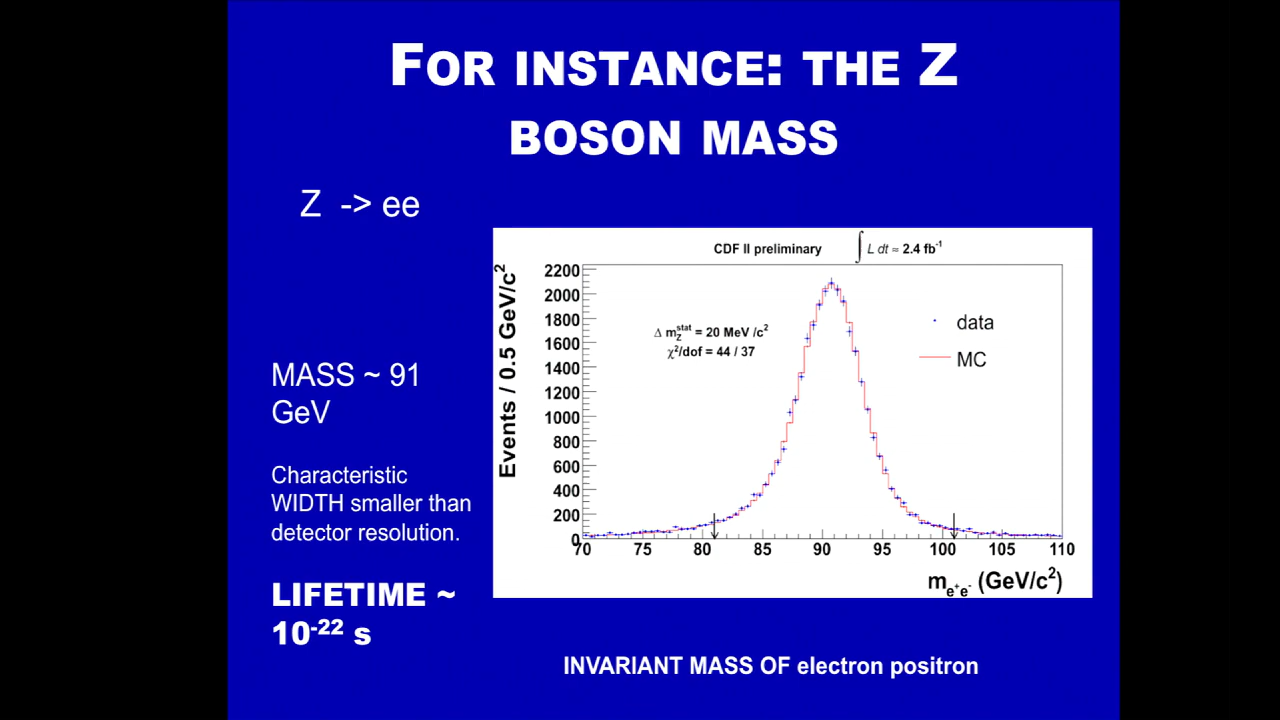 FOR INSTANCE: THE Z
BOSON MASS
Z -> ee
MASS ~ 91
GeV
Characteristic
WIDTH smaller than
detector resolution.
LIFETIME ~
10⁻²² s
CDF II preliminary ∫ L dt ≈ 2.4 fb⁻¹
Events / 0.5 GeV/c²
2200
2000
1800
1600
1400
1200
1000
800
600
400
200
0
Δ m_Z^stat = 20 MeV /c²
χ²/dof = 44 / 37
data
MC
70 75 80 85 90 95 100 105 110
m_e⁺e⁻ (GeV/c²)
INVARIANT MASS OF electron positron